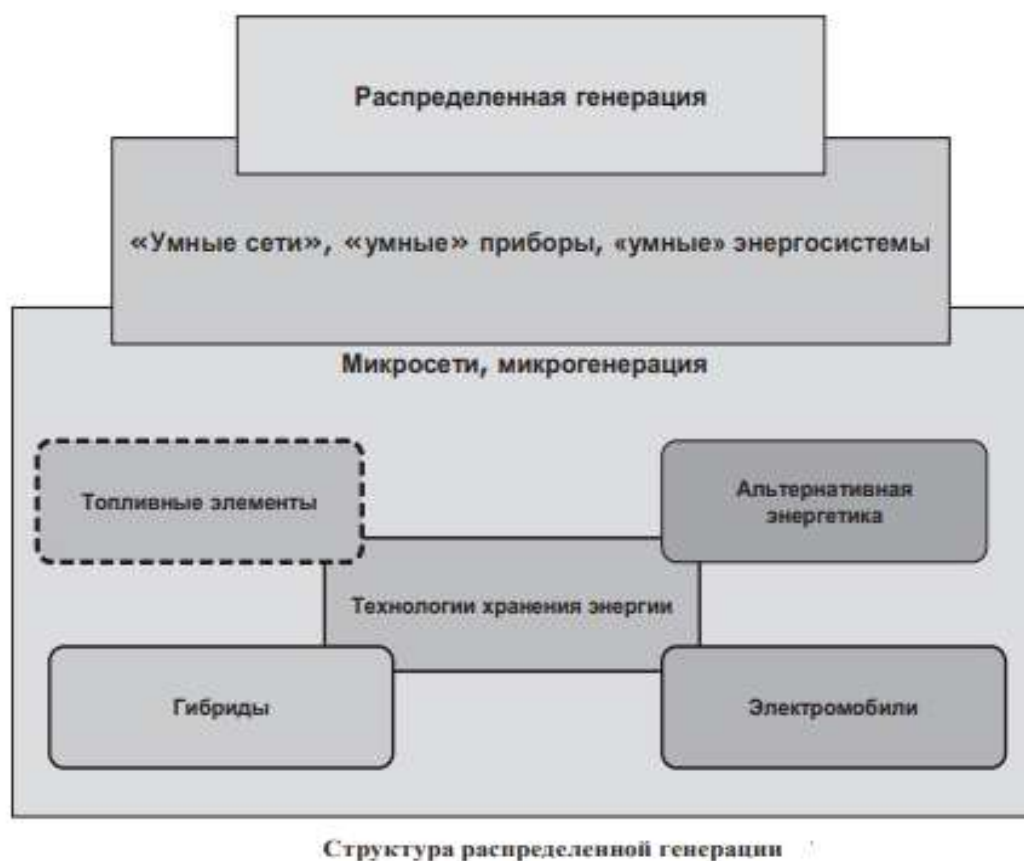 Распределенная генерация
«Умные сети», «умные» приборы, «умные» энергосистемы
Микросети, микрогенерация
Топливные элементы
Альтернативная
энергетика
Технологии хранения энергии
Гибриды
Электромобили
Структура распределенной генерации